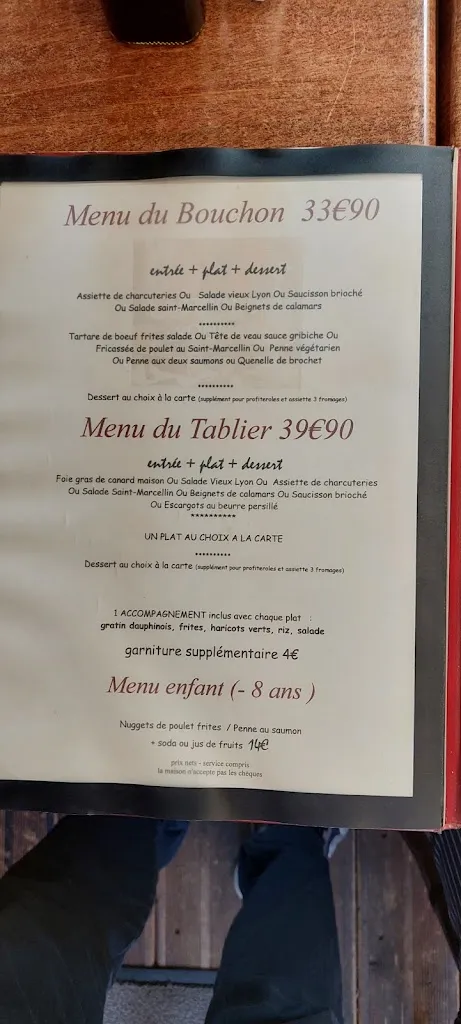 Menu du Bouchon 33€90
entrée + plat + dessert
Assiette de charcuteries Ou Salade vieux Lyon Ou Saucisson brioché
Ou Salade saint-Marcellin Ou Beignets de calamars
**********
Tartare de boeuf frites salade Ou Tête de veau sauce gribiche Ou
Fricassée de poulet au Saint-Marcellin Ou Penne végétarien
Ou Penne aux deux saumons ou Quenelle de brochet
**********
Dessert au choix à la carte (supplément pour profiteroles et assiette 3 fromages)
Menu du Tablier 39€90
entrée + plat + dessert
Foie gras de canard maison Ou Salade Vieux Lyon Ou Assiette de charcuteries
Ou Salade Saint-Marcellin Ou Beignets de calamars Ou Saucisson brioché
Ou Escargots au beurre persillé
**********
UN PLAT AU CHOIX A LA CARTE
**********
Dessert au choix à la carte (supplément pour profiteroles et assiette 3 fromages)
1 ACCOMPAGNEMENT inclus avec chaque plat :
gratin dauphinois, frites, haricots verts, riz, salade
garniture supplémentaire 4€
Menu enfant (- 8 ans )
Nuggets de poulet frites / Penne au saumon
+ soda ou jus de fruits 14€
prix nets - service compris
la maison n'accepte pas les chèques